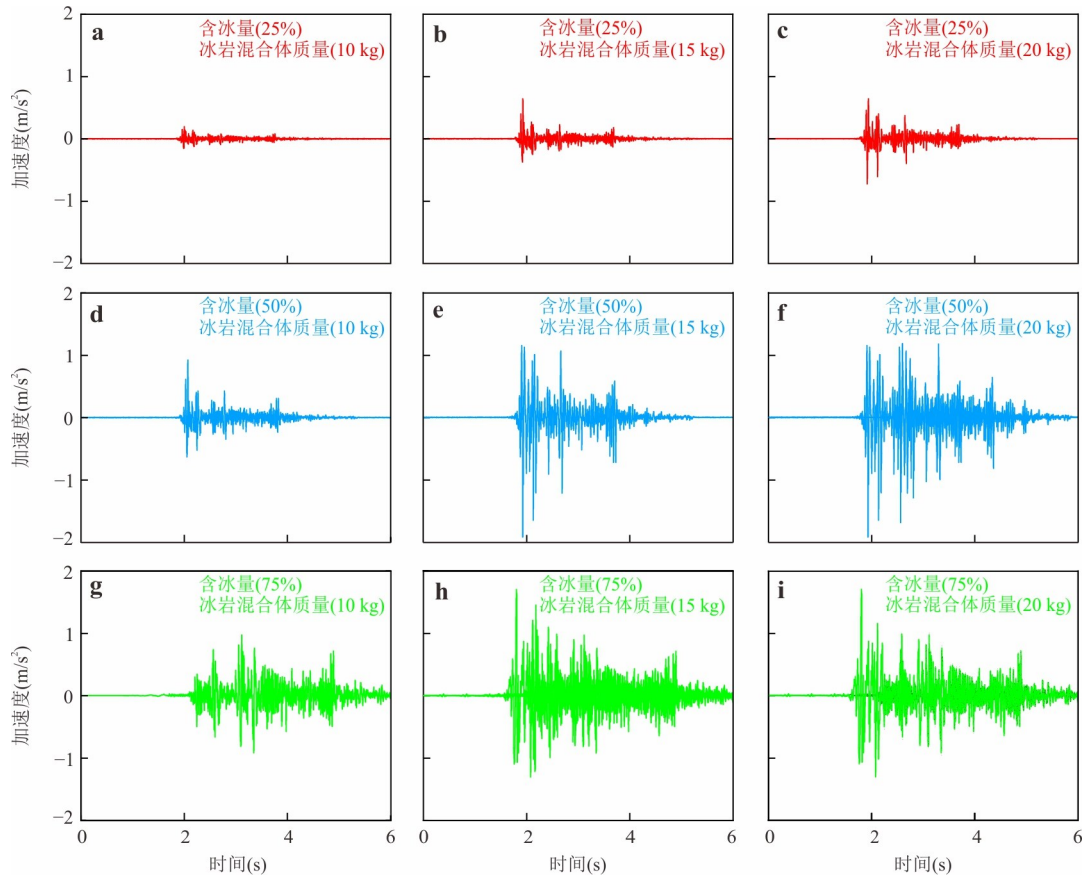 a
含冰量(25%)
冰岩混合体质量(10 kg)
b
含冰量(25%)
冰岩混合体质量(15 kg)
c
含冰量(25%)
冰岩混合体质量(20 kg)
2
1
0
−1
−2
加速度(m/s²)
d
含冰量(50%)
冰岩混合体质量(10 kg)
e
含冰量(50%)
冰岩混合体质量(15 kg)
f
含冰量(50%)
冰岩混合体质量(20 kg)
2
1
0
−1
−2
加速度(m/s²)
g
含冰量(75%)
冰岩混合体质量(10 kg)
h
含冰量(75%)
冰岩混合体质量(15 kg)
i
含冰量(75%)
冰岩混合体质量(20 kg)
2
1
0
−1
−2
加速度(m/s²)
0 2 4 6
时间(s)
0 2 4 6
时间(s)
0 2 4 6
时间(s)